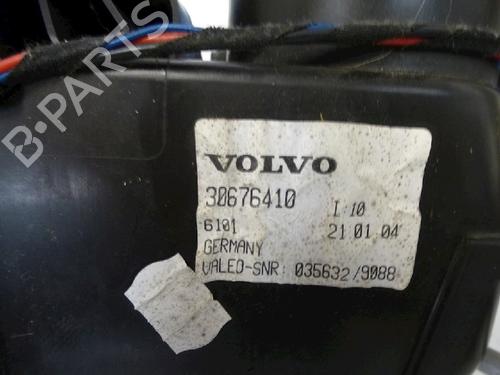 B-PARTS
VOLVO
30676410 I 10
6101 21 01 04
GERMANY
VALEO-SNR: 035632/9088